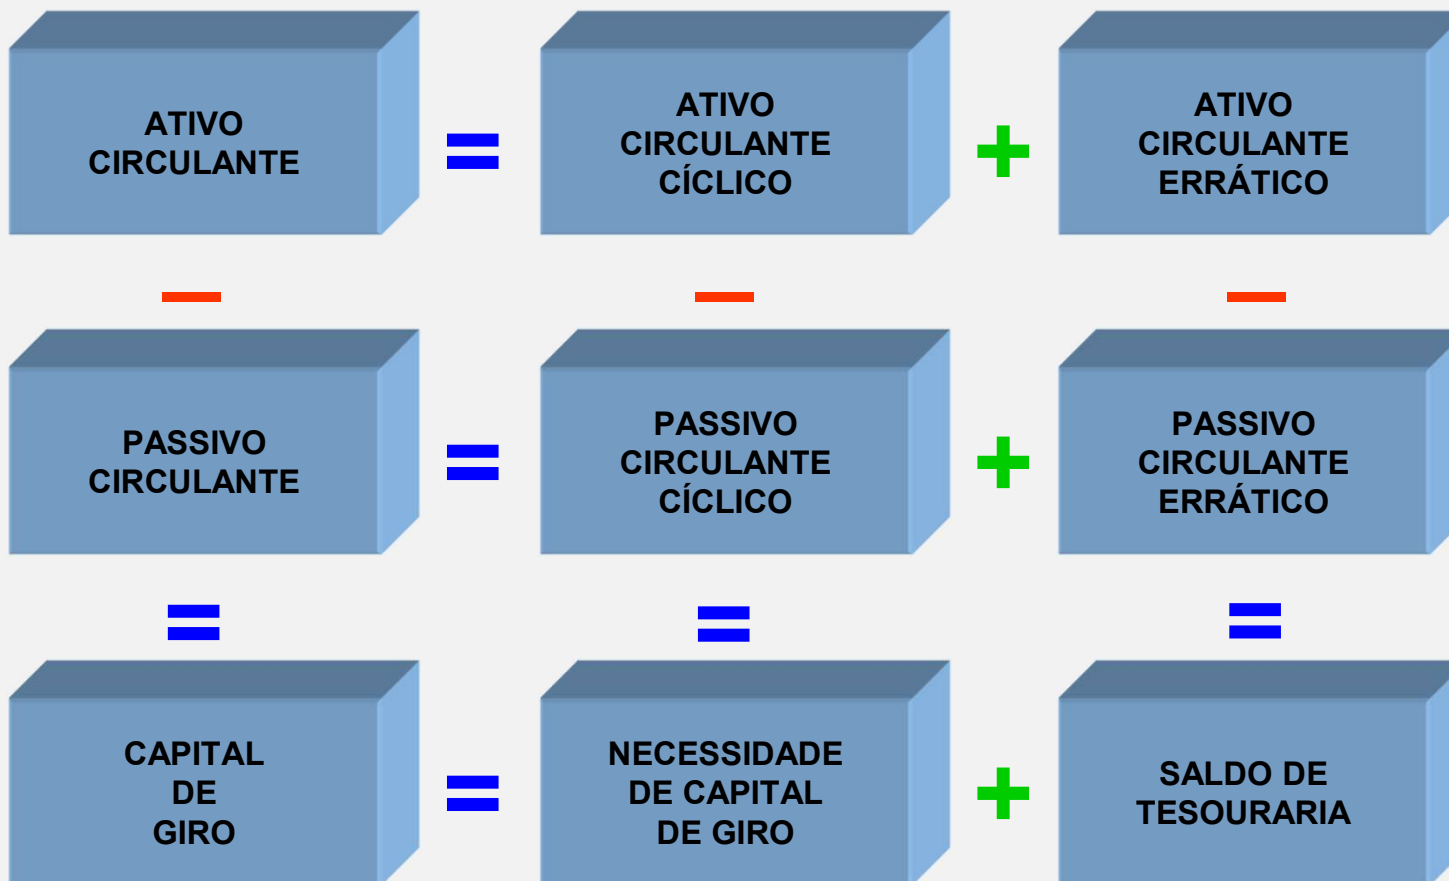 ATIVO
CIRCULANTE
=
ATIVO
CIRCULANTE
CÍCLICO
+
ATIVO
CIRCULANTE
ERRÁTICO
–
–
–
PASSIVO
CIRCULANTE
=
PASSIVO
CIRCULANTE
CÍCLICO
+
PASSIVO
CIRCULANTE
ERRÁTICO
=
=
=
CAPITAL
DE
GIRO
=
NECESSIDADE
DE CAPITAL
DE GIRO
+
SALDO DE
TESOURARIA